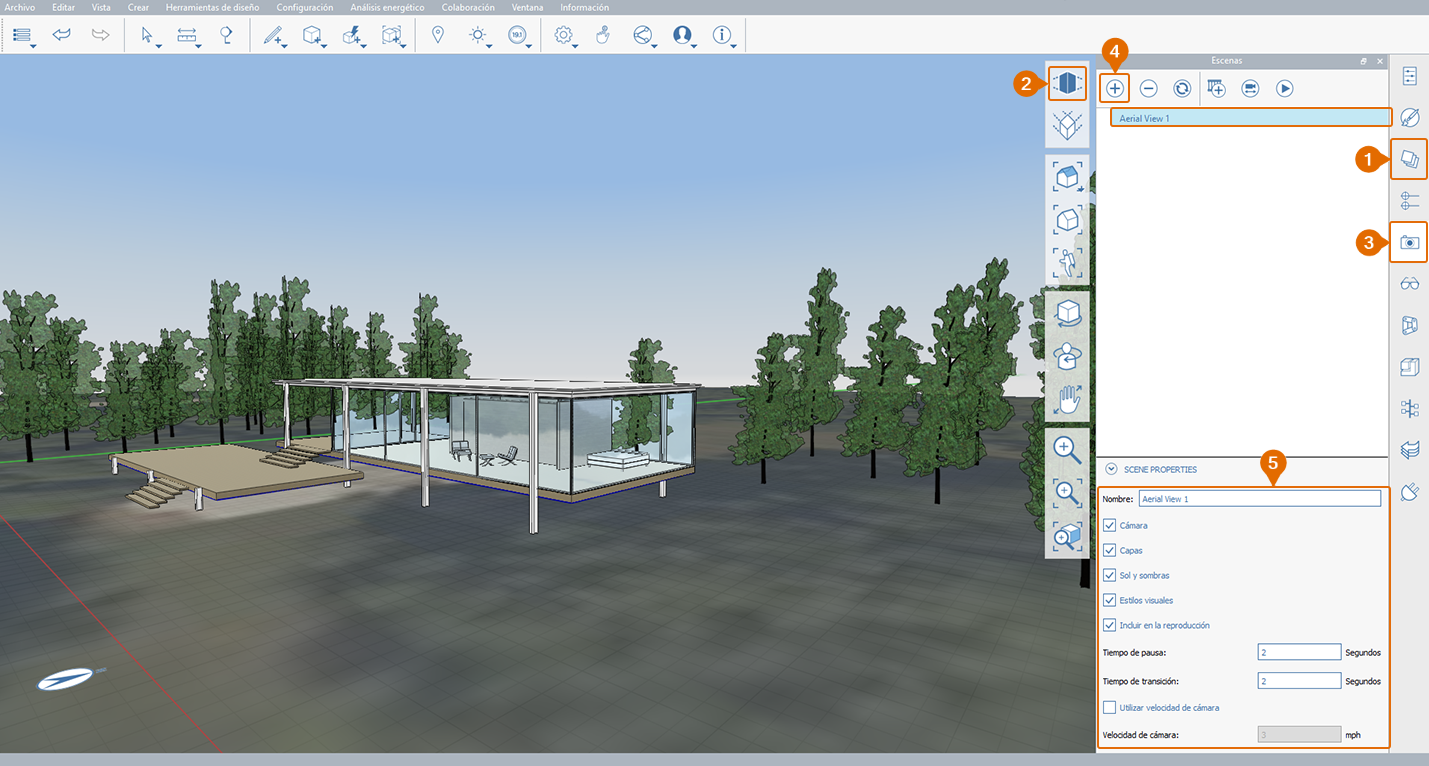 Archivo Editar Vista Crear Herramientas de diseño Configuración Análisis energético Colaboración Ventana Información
19.1
4
Escenas
2
Aerial View 1
1
3
5
SCENE PROPERTIES
Nombre: Aerial View 1
Cámara
Capas
Sol y sombras
Estilos visuales
Incluir en la reproducción
Tiempo de pausa: 2 Segundos
Tiempo de transición: 2 Segundos
Utilizar velocidad de cámara
Velocidad de cámara: 3 mph